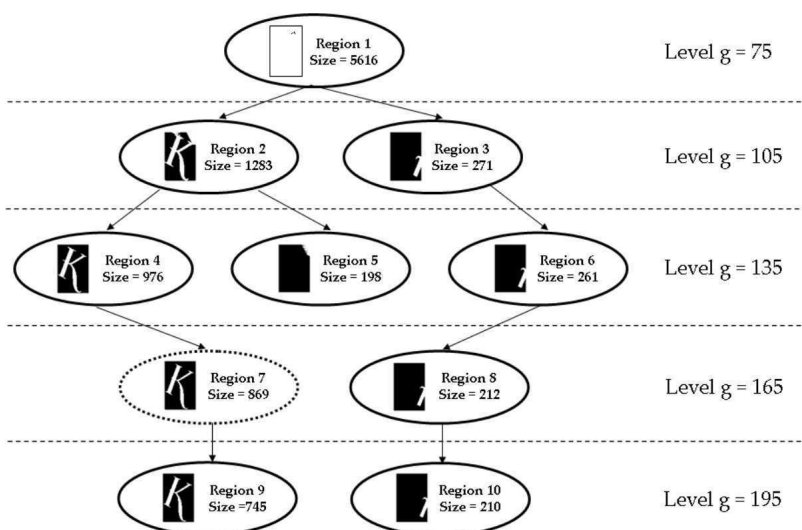 Region 1
Size = 5616
Level g = 75
Region 2
Size = 1283
Region 3
Size = 271
Level g = 105
Region 4
Size = 976
Region 5
Size = 198
Region 6
Size = 261
Level g = 135
Region 7
Size = 869
Region 8
Size = 212
Level g = 165
Region 9
Size =745
Region 10
Size = 210
Level g = 195